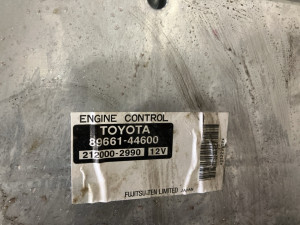 ENGINE CONTROL
TOYOTA
89661-44600
212000-2990 12V
FUJITSU TEN LIMITED JAPAN